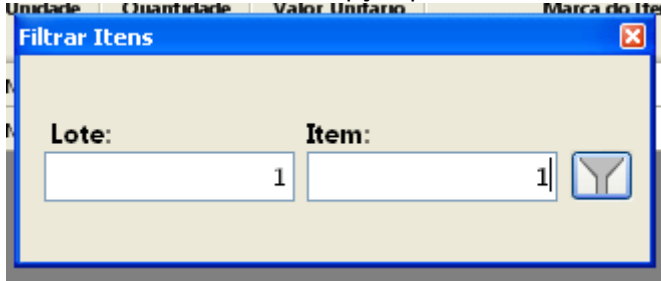 Unidade Quantidade Valor Unitário Marca do Ite
Filtrar Itens
Lote: Item:
1 1